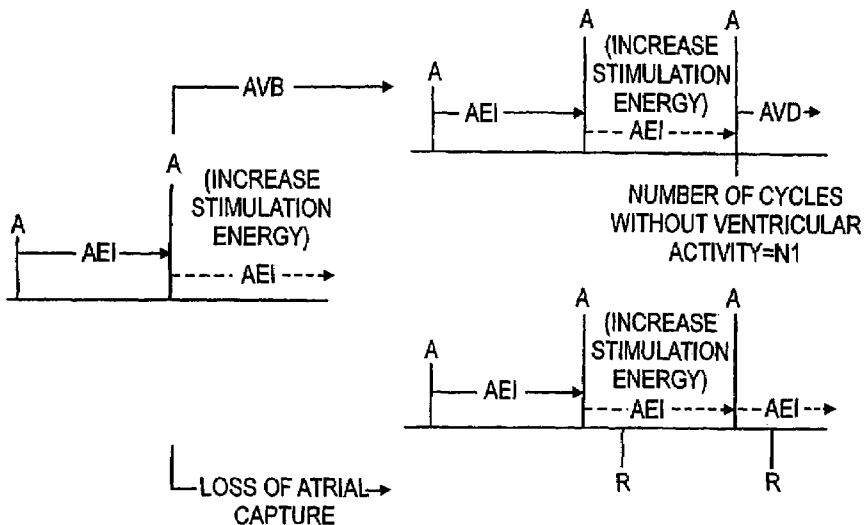 A
AEI
A
(INCREASE
STIMULATION
ENERGY)
AEI
AVB
A
AEI
A
(INCREASE
STIMULATION
ENERGY)
AEI
A
AVD
NUMBER OF CYCLES
WITHOUT VENTRICULAR
ACTIVITY=N1
LOSS OF ATRIAL
CAPTURE
A
AEI
A
(INCREASE
STIMULATION
ENERGY)
AEI
A
AEI
R
R